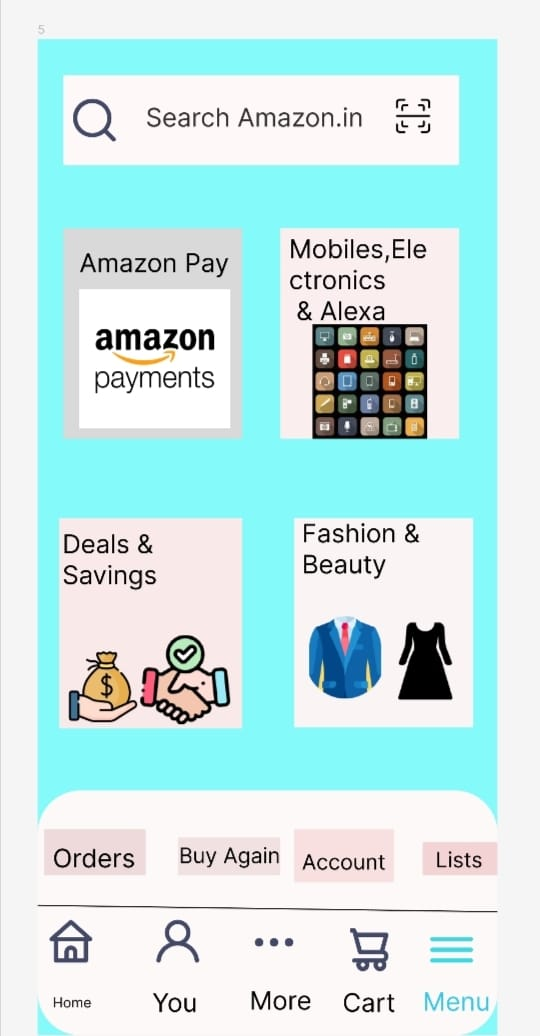 5
Search Amazon.in
Amazon Pay
amazon
payments
Mobiles,Ele
ctronics
& Alexa
Deals &
Savings
$
Fashion &
Beauty
Orders
Buy Again
Account
Lists
Home
You
More
Cart
Menu